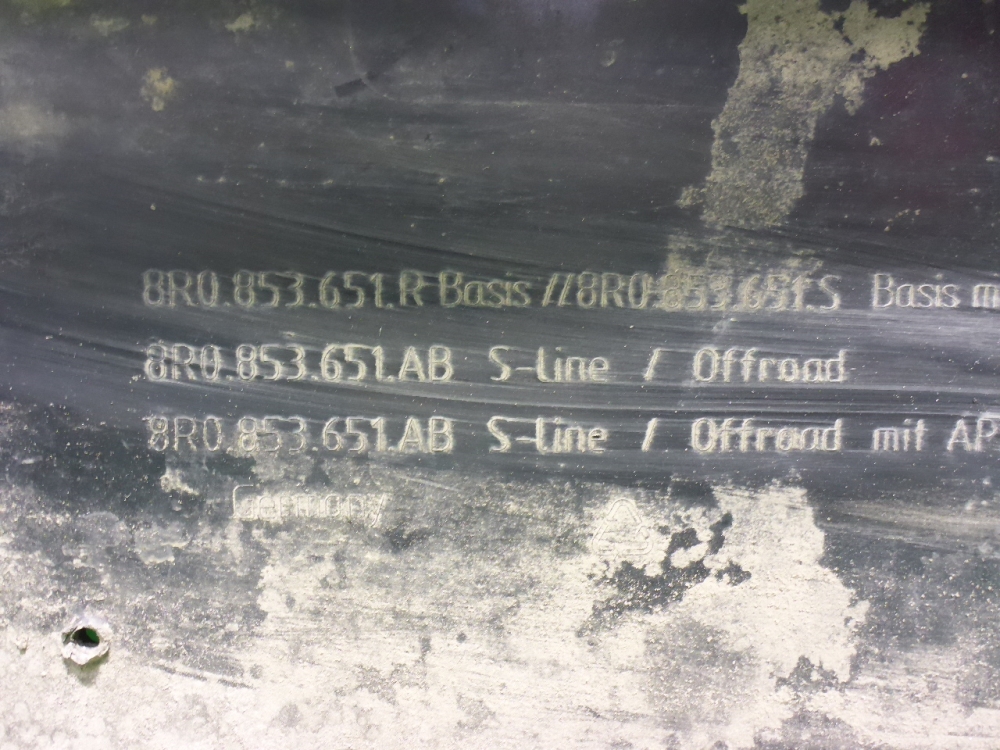 8R0.853.651.R Basis // 8R0.853.651.S Basis m
8R0.853.651.AB S-Line / Offroad
8R0.853.651.AB S-Line / Offroad mit AP
Germany